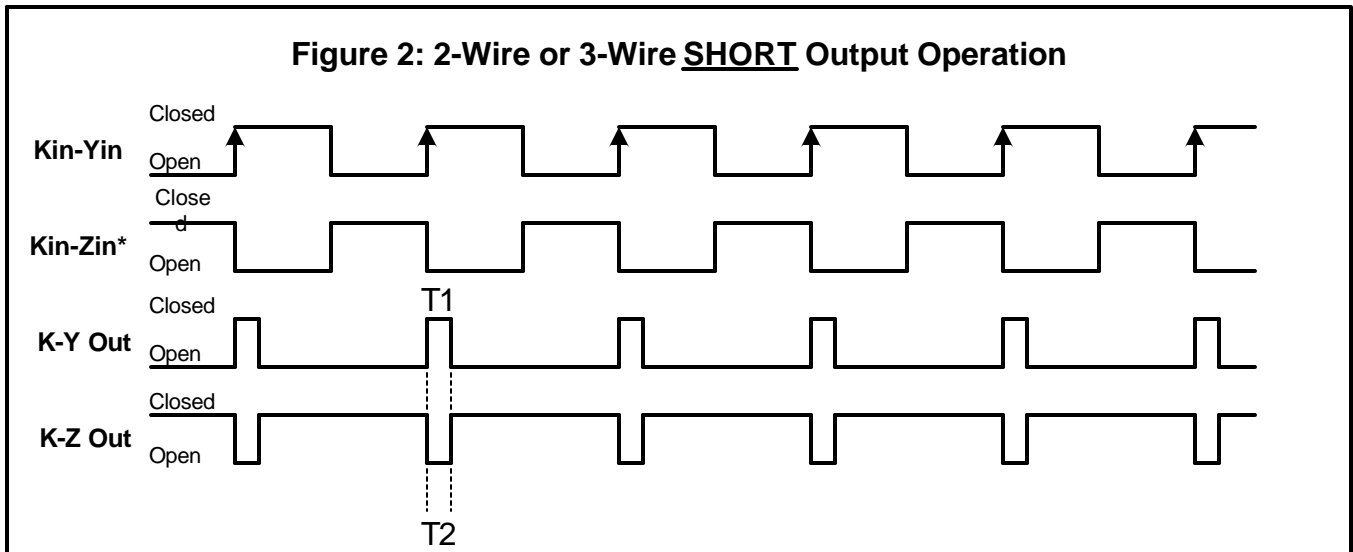 Figure 2: 2-Wire or 3-Wire SHORT Output Operation
Closed
Kin-Yin
Open
Close
d
Kin-Zin*
Open
T1
Closed
K-Y Out
Open
Closed
K-Z Out
Open
T2